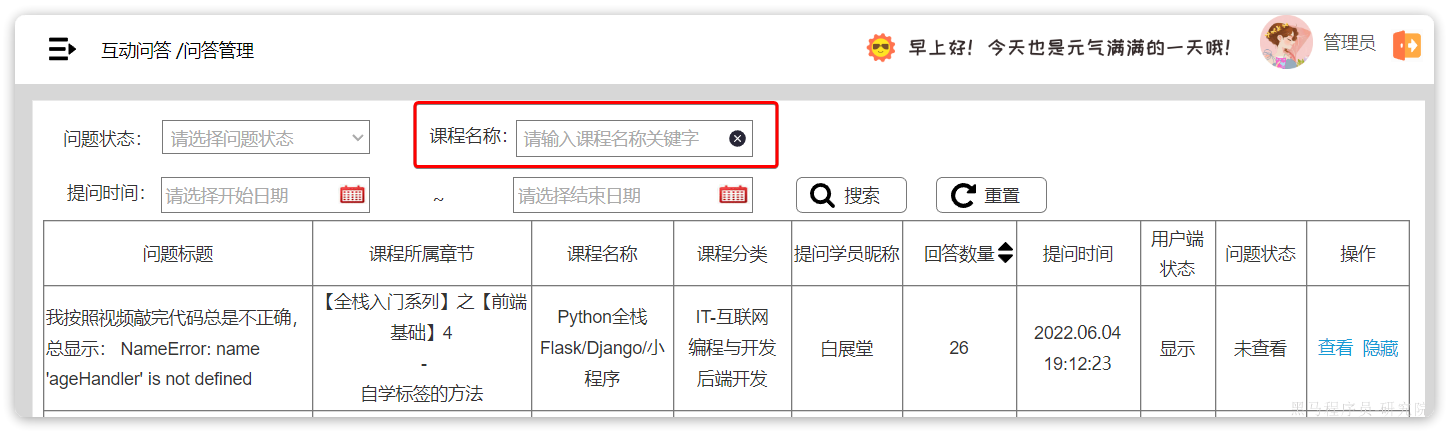 互动问答 /问答管理
早上好！今天也是元气满满的一天哦！
管理员
问题状态：
请选择问题状态
课程名称：
请输入课程名称关键字
提问时间：
请选择开始日期
~
请选择结束日期
搜索
重置
问题标题
课程所属章节
课程名称
课程分类
提问学员昵称
回答数量
提问时间
用户端
状态
问题状态
操作
我按照视频敲完代码总是不正确，
总显示： NameError: name
'ageHandler' is not defined
【全栈入门系列】之【前端
基础】4
-
自学标签的方法
Python全栈
Flask/Django/小
程序
IT-互联网
编程与开发
后端开发
白展堂
26
2022.06.04
19:12:23
显示
未查看
查看 隐藏
黑马程序员-研究院